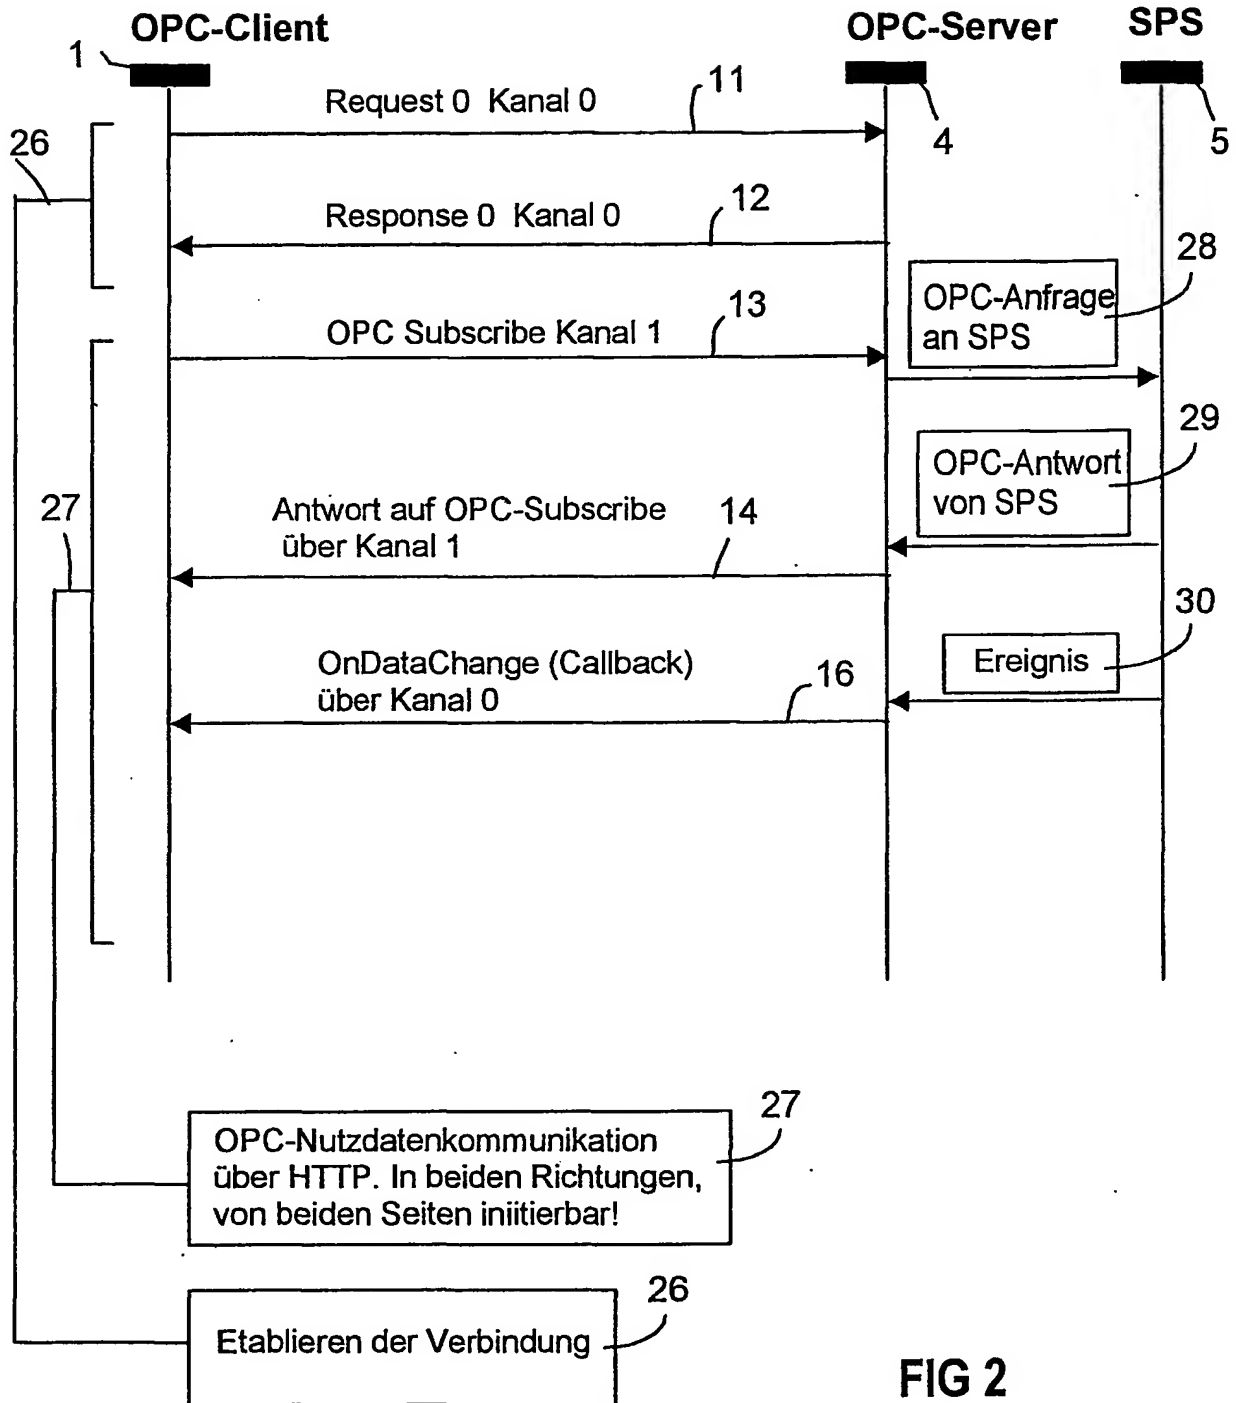 OPC-Client
OPC-Server
SPS
1
4
5
Request 0 Kanal 0
11
26
Response 0 Kanal 0
12
28
OPC-Anfrage
an SPS
OPC Subscribe Kanal 1
13
29
OPC-Antwort
von SPS
27
Antwort auf OPC-Subscribe
über Kanal 1
14
30
Ereignis
OnDataChange (Callback)
über Kanal 0
16
27
OPC-Nutzdatenkommunikation
über HTTP. In beiden Richtungen,
von beiden Seiten iniitierbar!
26
Etablieren der Verbindung
FIG 2